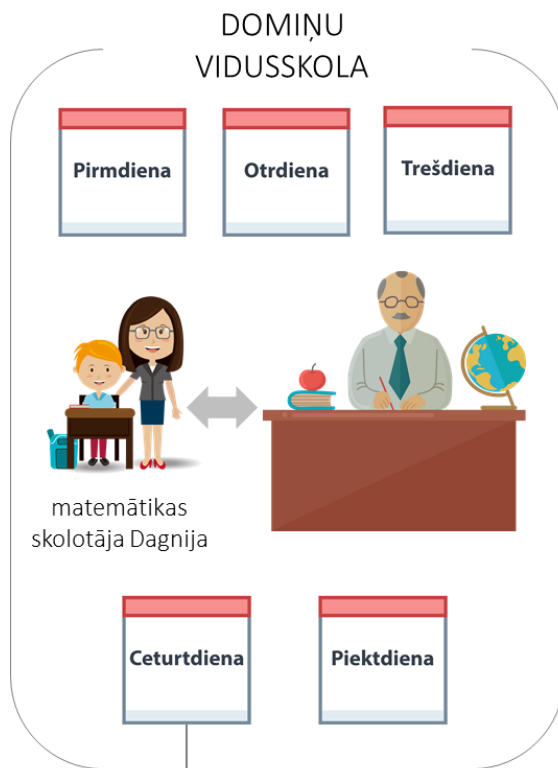 DOMIŅU
VIDUSSKOLA
Pirmdiena
Otrdiena
Trešdiena
matemātikas
skolotāja Dagnija
Ceturtdiena
Piektdiena